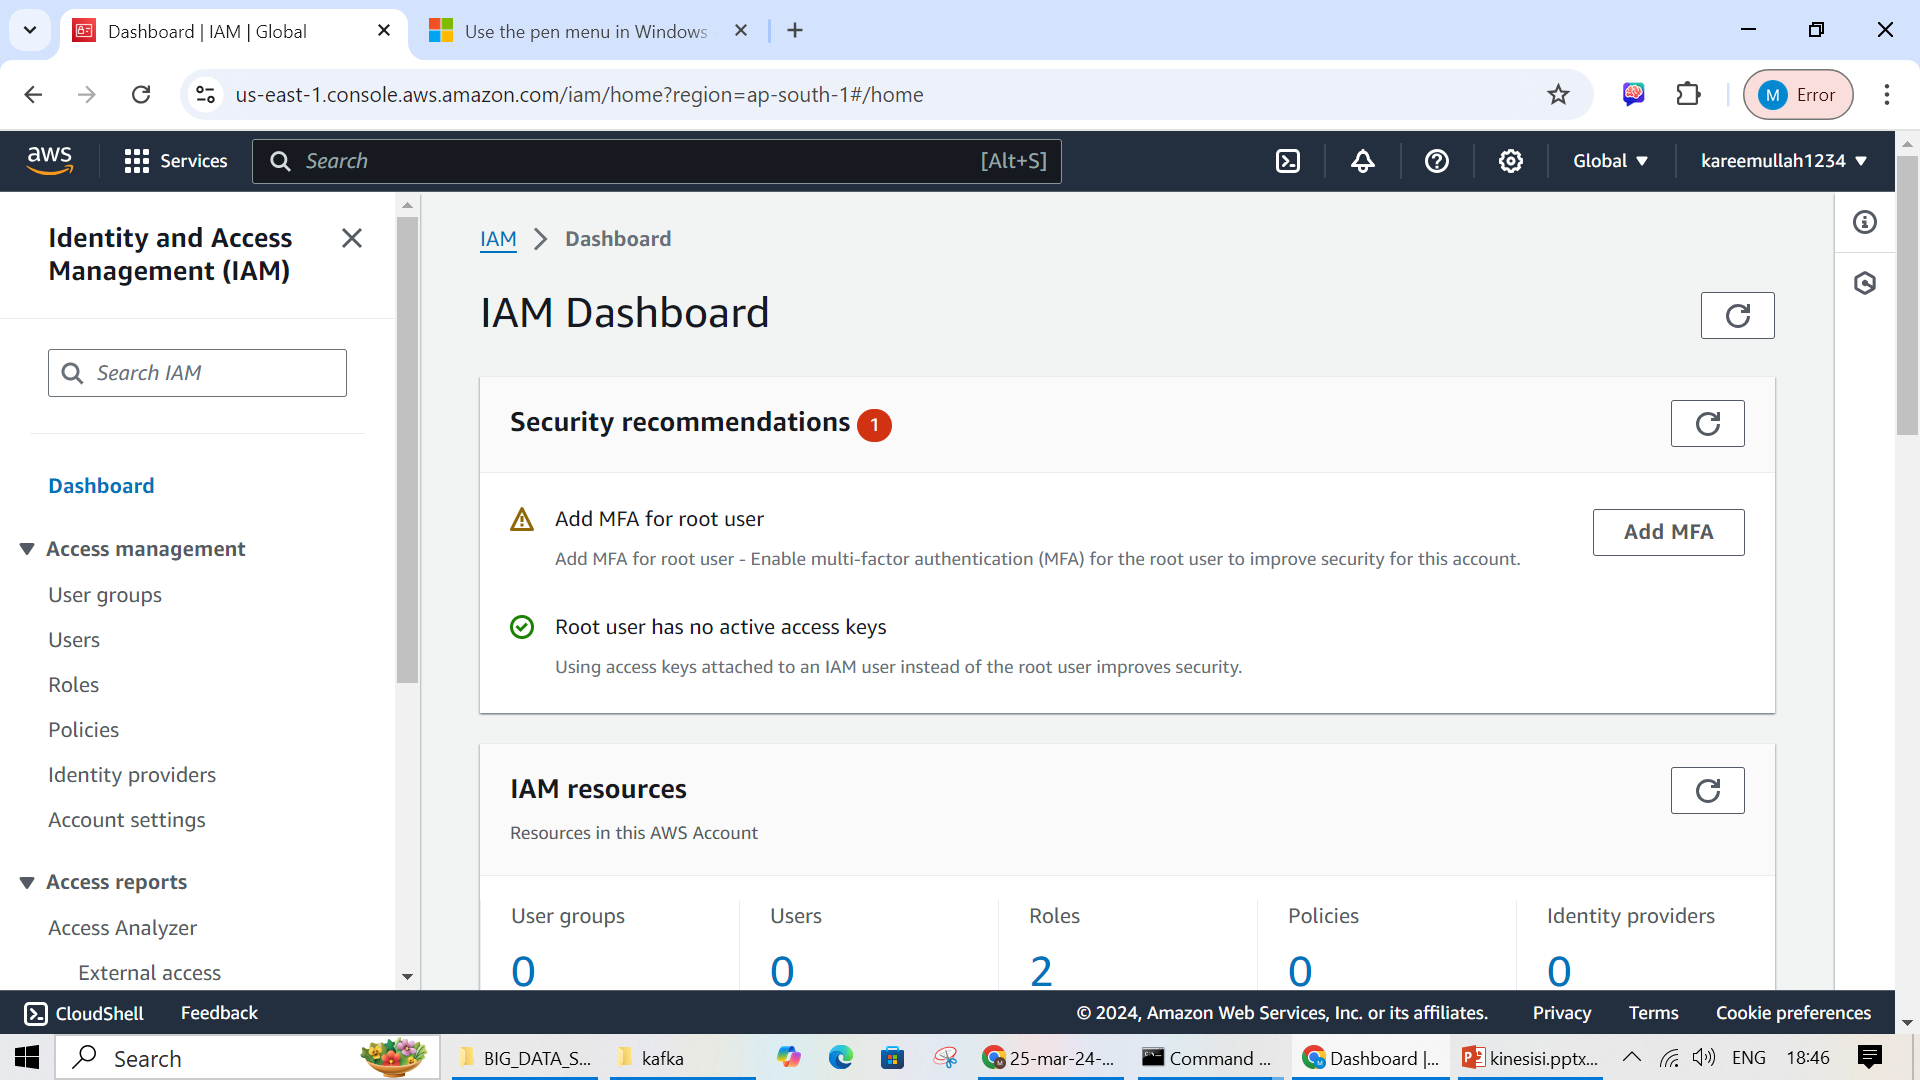 Dashboard | IAM | Global
Use the pen menu in Windows
us-east-1.console.aws.amazon.com/iam/home?region=ap-south-1#/home
M Error
aws
Services
Search
[Alt+S]
Global
kareemullah1234
Identity and Access
Management (IAM)
Search IAM
Dashboard
Access management
User groups
Users
Roles
Policies
Identity providers
Account settings
Access reports
Access Analyzer
External access
IAM
Dashboard
IAM Dashboard
Security recommendations 1
Add MFA for root user
Add MFA for root user - Enable multi-factor authentication (MFA) for the root user to improve security for this account.
Add MFA
Root user has no active access keys
Using access keys attached to an IAM user instead of the root user improves security.
IAM resources
Resources in this AWS Account
User groups
0
Users
0
Roles
2
Policies
0
Identity providers
0
CloudShell
Feedback
© 2024, Amazon Web Services, Inc. or its affiliates.
Privacy
Terms
Cookie preferences
Search
BIG_DATA_S...
kafka
25-mar-24-...
Command ...
Dashboard |...
kinesisi.pptx...
ENG
18:46